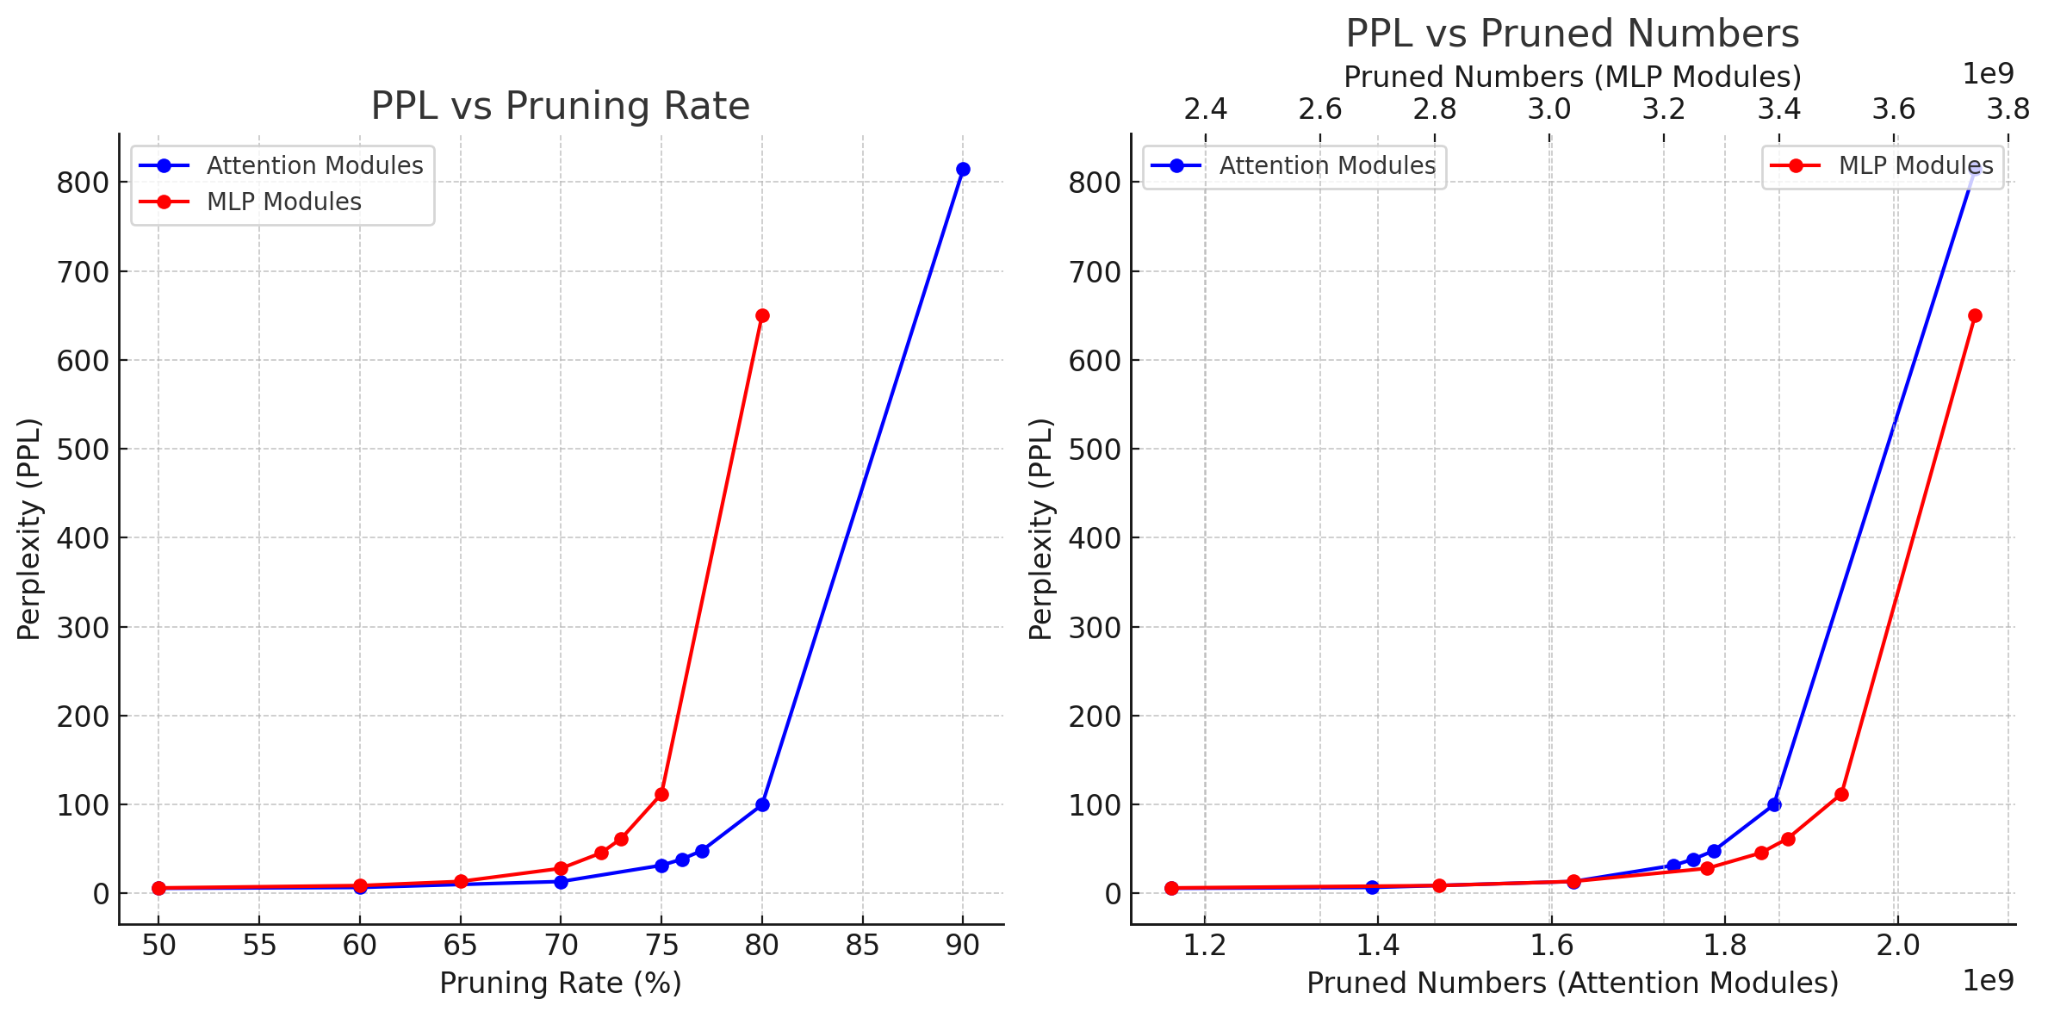 PPL vs Pruning Rate
Attention Modules
MLP Modules
Perplexity (PPL)
800
700
600
500
400
300
200
100
0
50 55 60 65 70 75 80 85 90
Pruning Rate (%)
PPL vs Pruned Numbers
Pruned Numbers (MLP Modules)
1e9
2.4 2.6 2.8 3.0 3.2 3.4 3.6 3.8
Attention Modules
MLP Modules
Perplexity (PPL)
800
700
600
500
400
300
200
100
0
1.2 1.4 1.6 1.8 2.0
Pruned Numbers (Attention Modules)
1e9